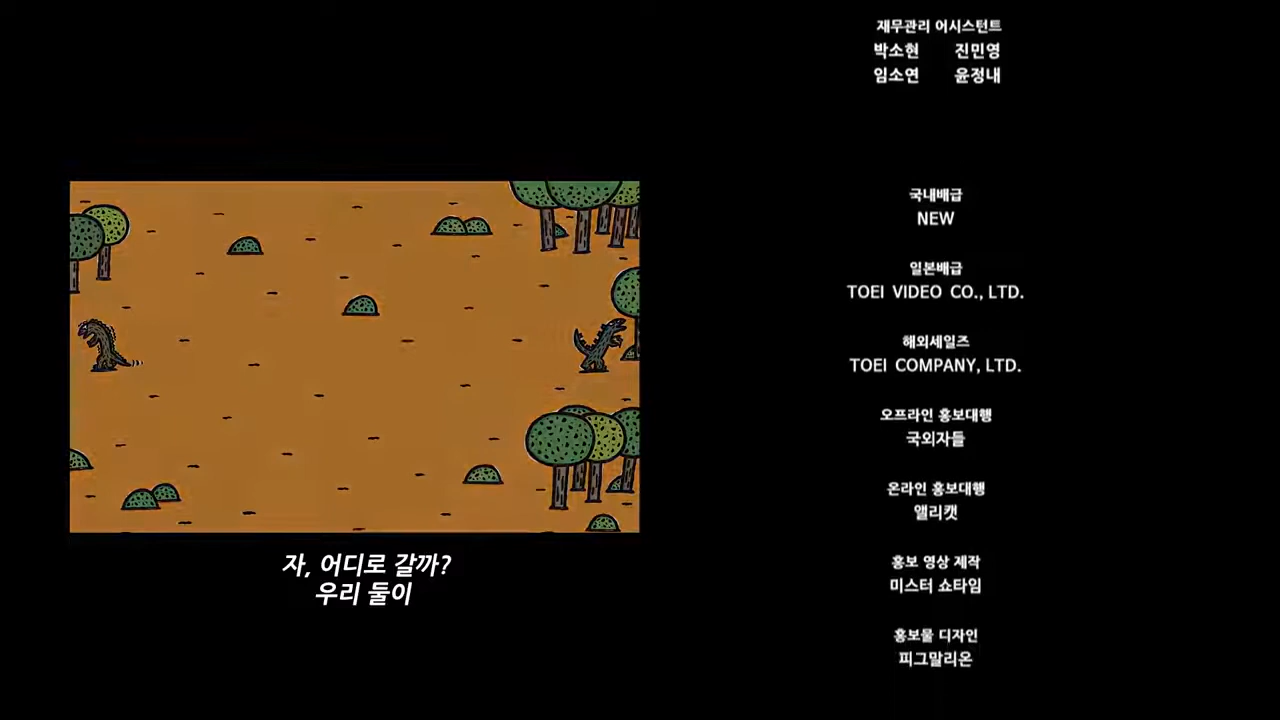 재무관리 어시스턴트
박소현 진민영
임소연 윤정내
국내배급
NEW
일본배급
TOEI VIDEO CO., LTD.
해외세일즈
TOEI COMPANY, LTD.
오프라인 홍보대행
국외자들
온라인 홍보대행
앨리캣
홍보 영상 제작
미스터 쇼타임
홍보물 디자인
피그말리온
자, 어디로 갈까?
우리 둘이